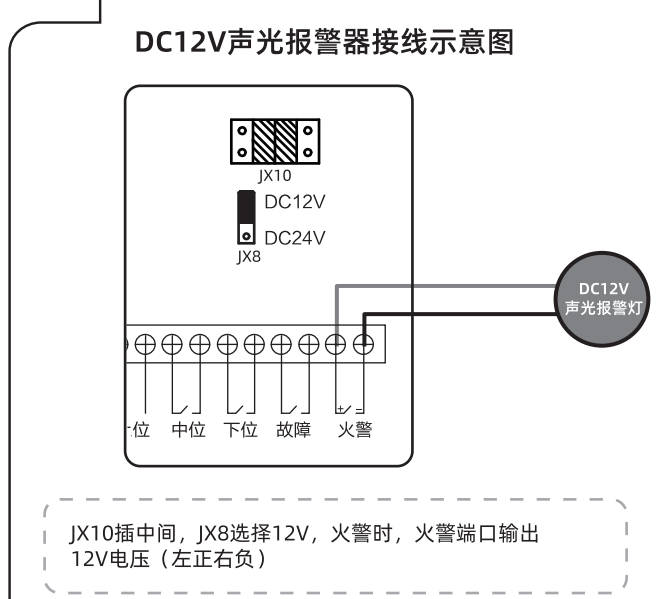 DC12V声光报警器接线示意图
JX10
DC12V
DC24V
JX8
DC12V
声光报警灯
+ −
位 中位 下位 故障 火警
JX10插中间，JX8选择12V，火警时，火警端口输出
12V电压（左正右负）